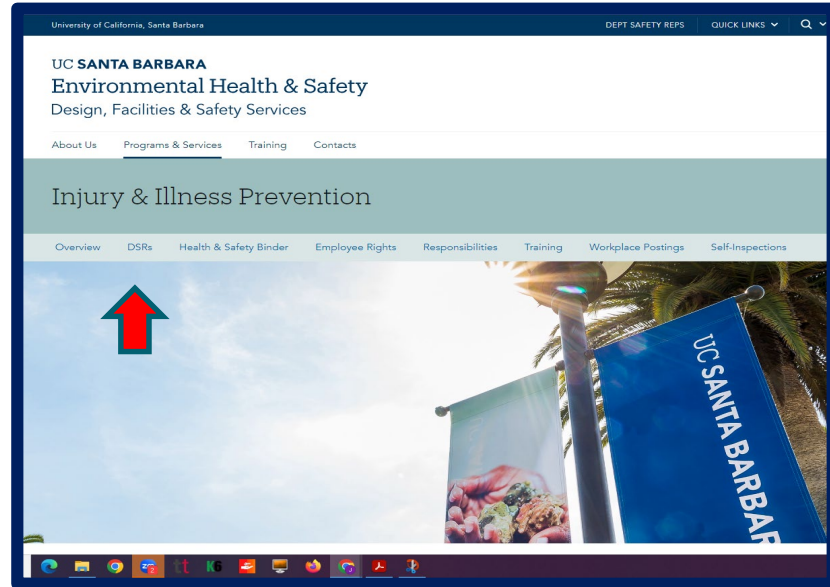 University of California, Santa Barbara
DEPT SAFETY REPS
QUICK LINKS
UC SANTA BARBARA
Environmental Health & Safety
Design, Facilities & Safety Services
About Us
Programs & Services
Training
Contacts
Injury & Illness Prevention
Overview
DSRs
Health & Safety Binder
Employee Rights
Responsibilities
Training
Workplace Postings
Self-Inspections
UC SANTA BARBAR
tt
K6